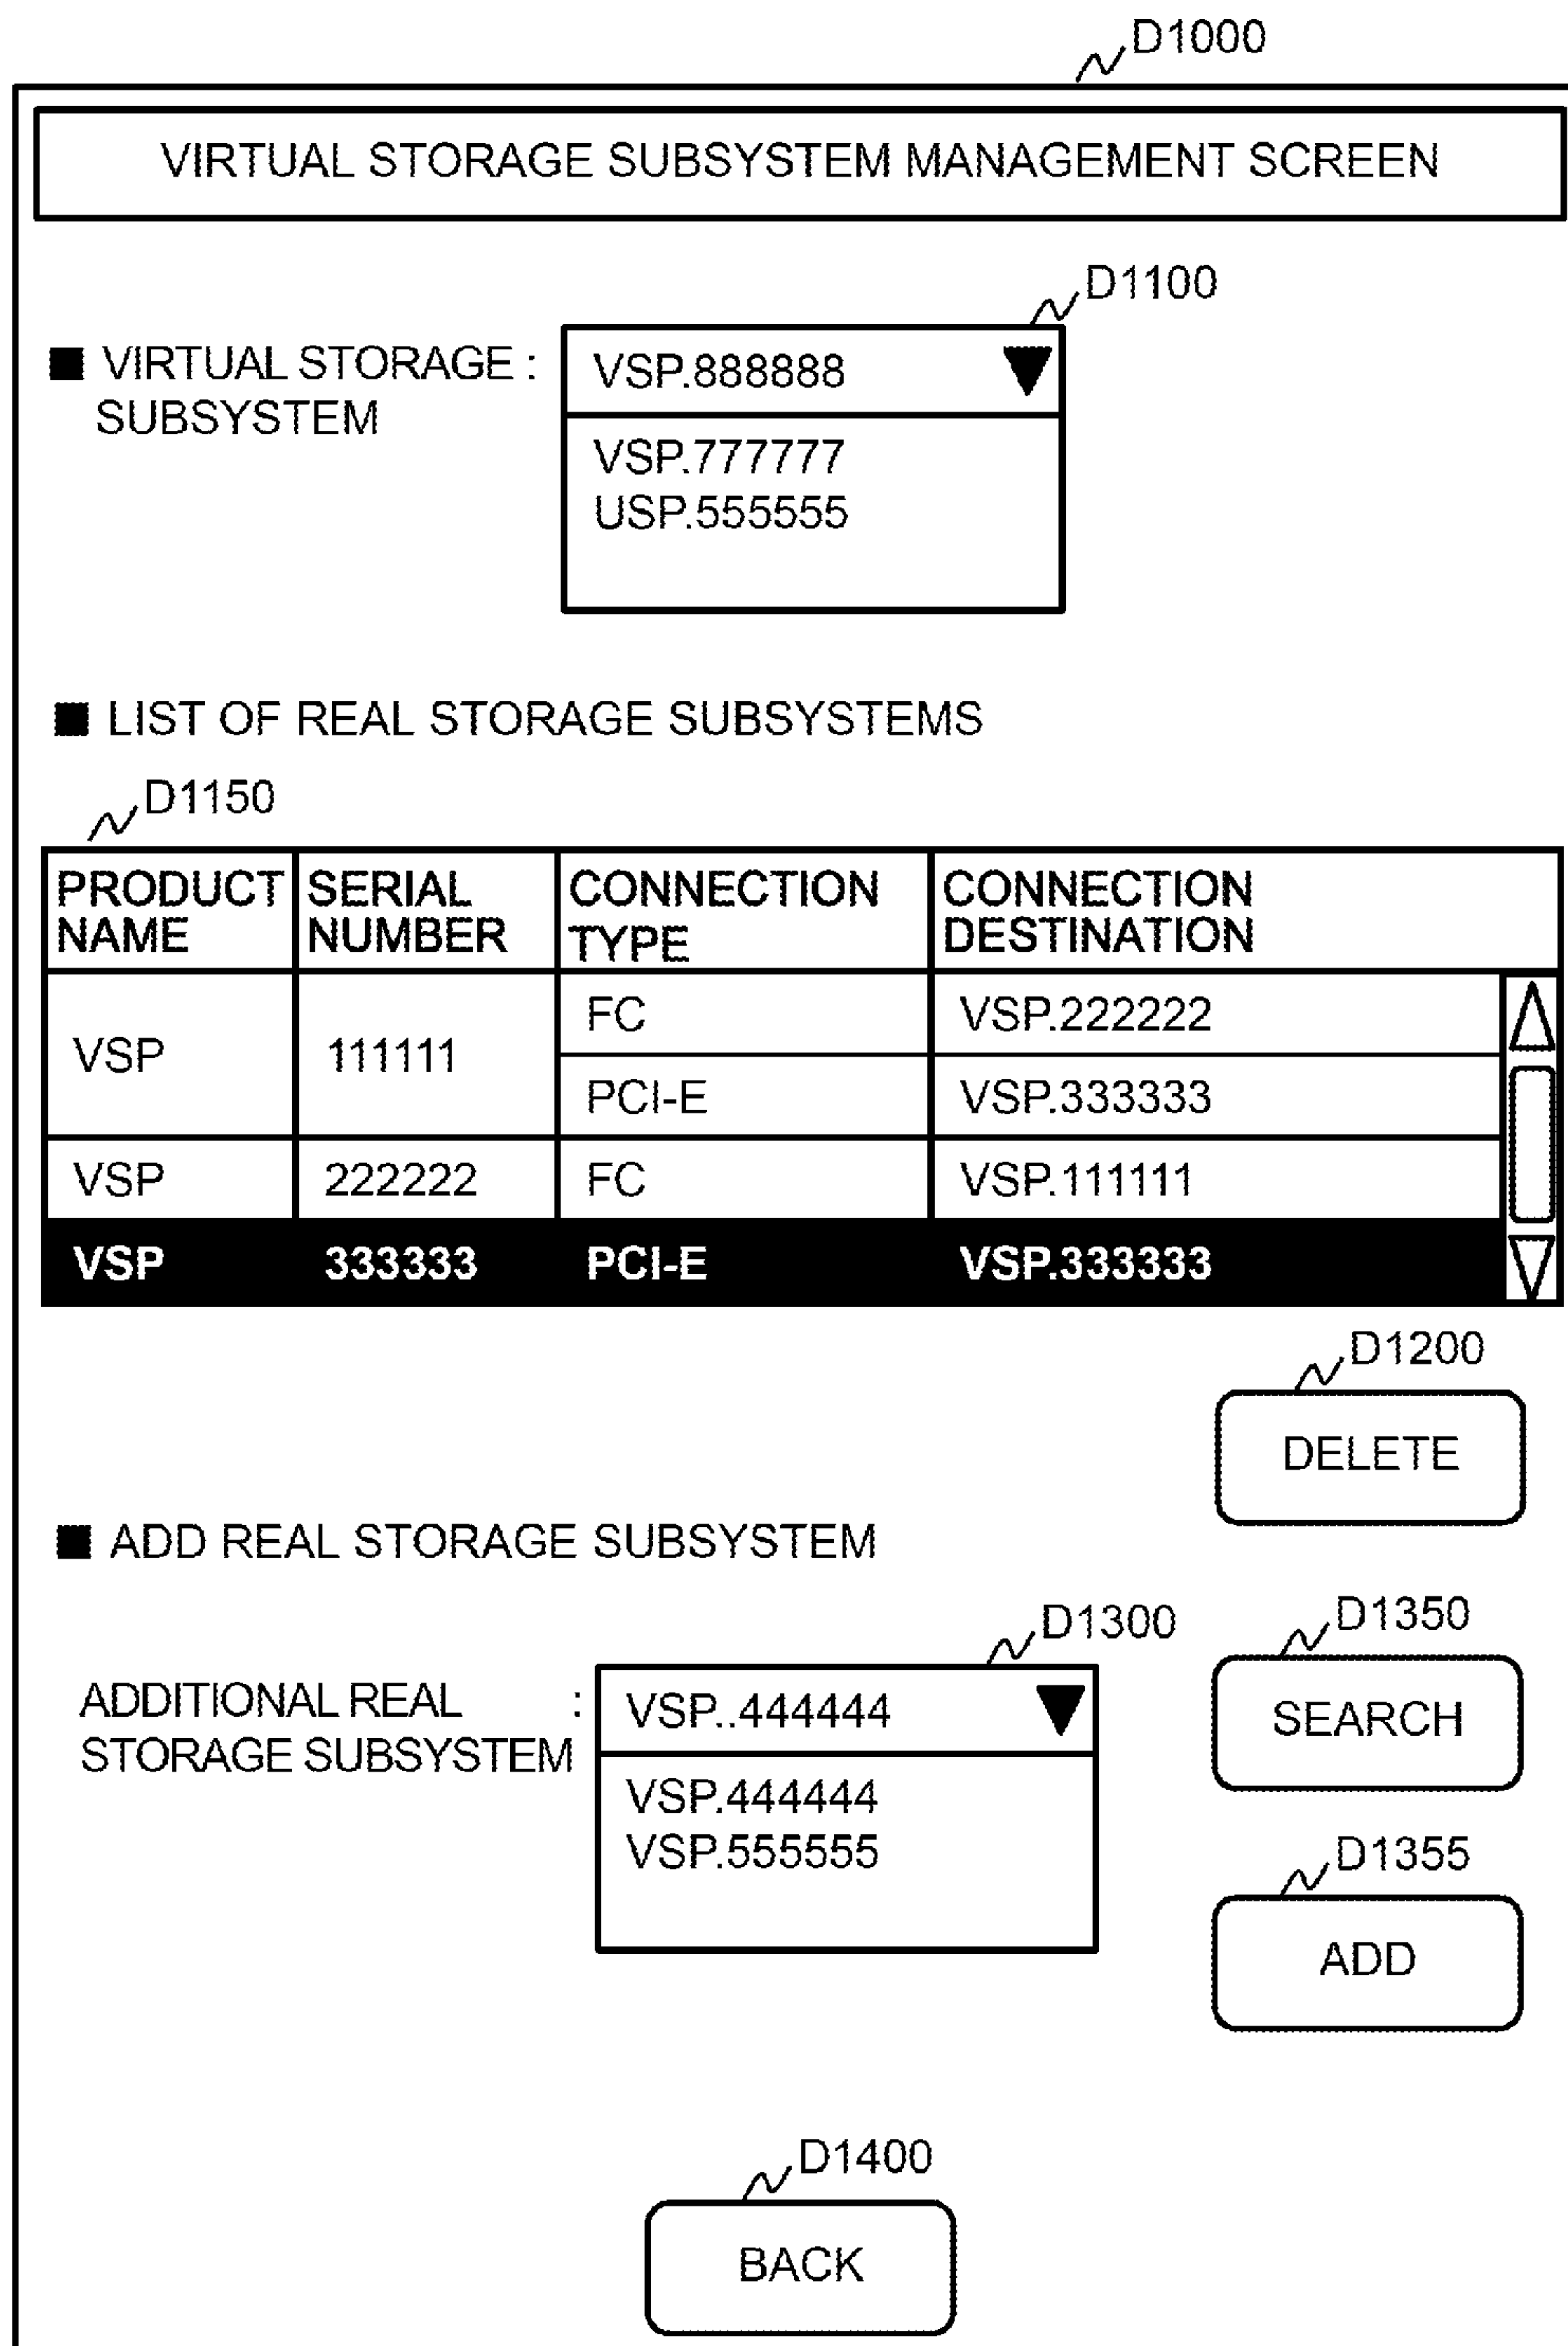 D1000
VIRTUAL STORAGE SUBSYSTEM MANAGEMENT SCREEN
D1100
■ VIRTUAL STORAGE :
SUBSYSTEM
VSP.888888 ▼
VSP.777777
USP.555555
■ LIST OF REAL STORAGE SUBSYSTEMS
D1150
PRODUCT NAME SERIAL NUMBER CONNECTION TYPE CONNECTION DESTINATION
VSP 111111 FC VSP.222222
PCI-E VSP.333333
VSP 222222 FC VSP.111111
VSP 333333 PCI-E VSP.333333
D1200
DELETE
■ ADD REAL STORAGE SUBSYSTEM
D1300
ADDITIONAL REAL :
STORAGE SUBSYSTEM
VSP..444444 ▼
VSP.444444
VSP.555555
D1350
SEARCH
D1355
ADD
D1400
BACK